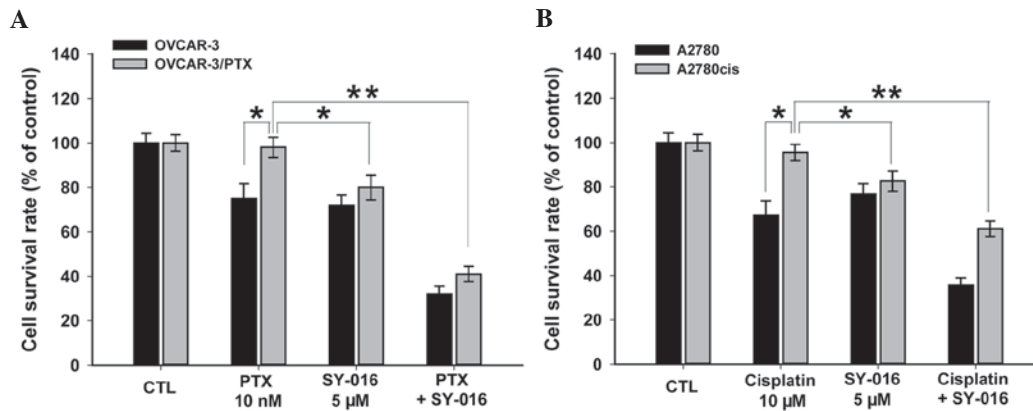 A
OVCAR-3
OVCAR-3/PTX
Cell survival rate (% of control)
140
120
100
80
60
40
20
0
*
*
**
CTL
PTX
10 nM
SY-016
5 µM
PTX
+ SY-016
B
A2780
A2780cis
Cell survival rate (% of control)
140
120
100
80
60
40
20
0
*
*
**
CTL
Cisplatin
10 µM
SY-016
5 µM
Cisplatin
+ SY-016